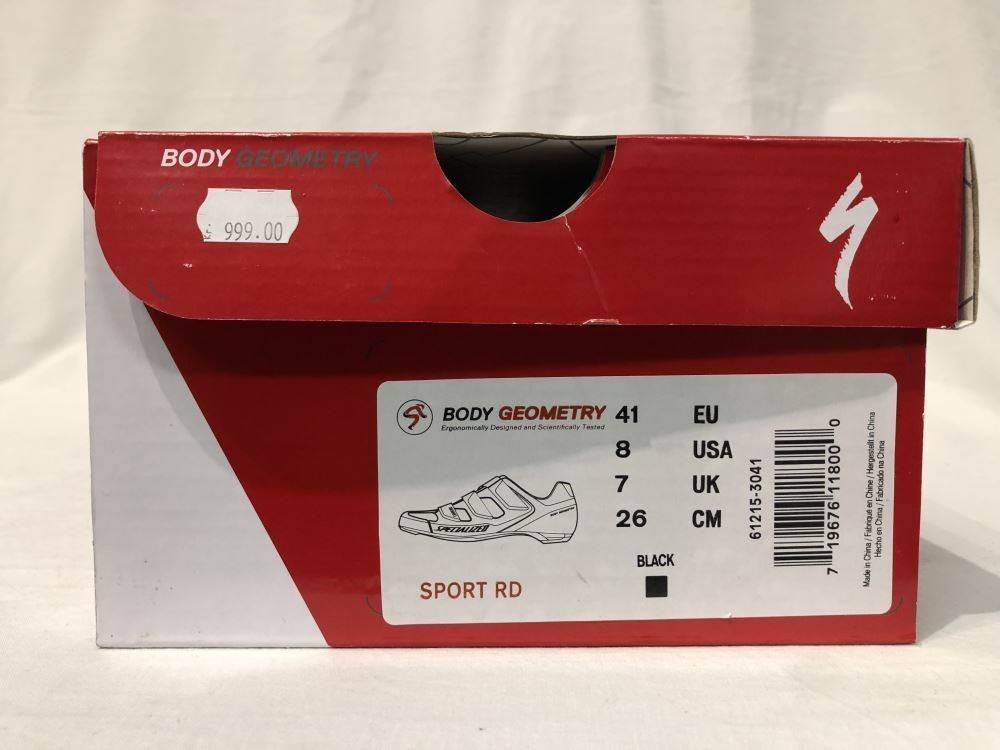 BODY GEOMETRY
999.00
BODY GEOMETRY
Ergonomically Designed and Scientifically Tested
SPECIALIZED
SPORT RD
41 EU
8 USA
7 UK
26 CM
BLACK
61215-3041
7 19676 11800 0
Made in China / Fabriqué en Chine / Hergestellt in China
Hecho en China / Fabricado na China